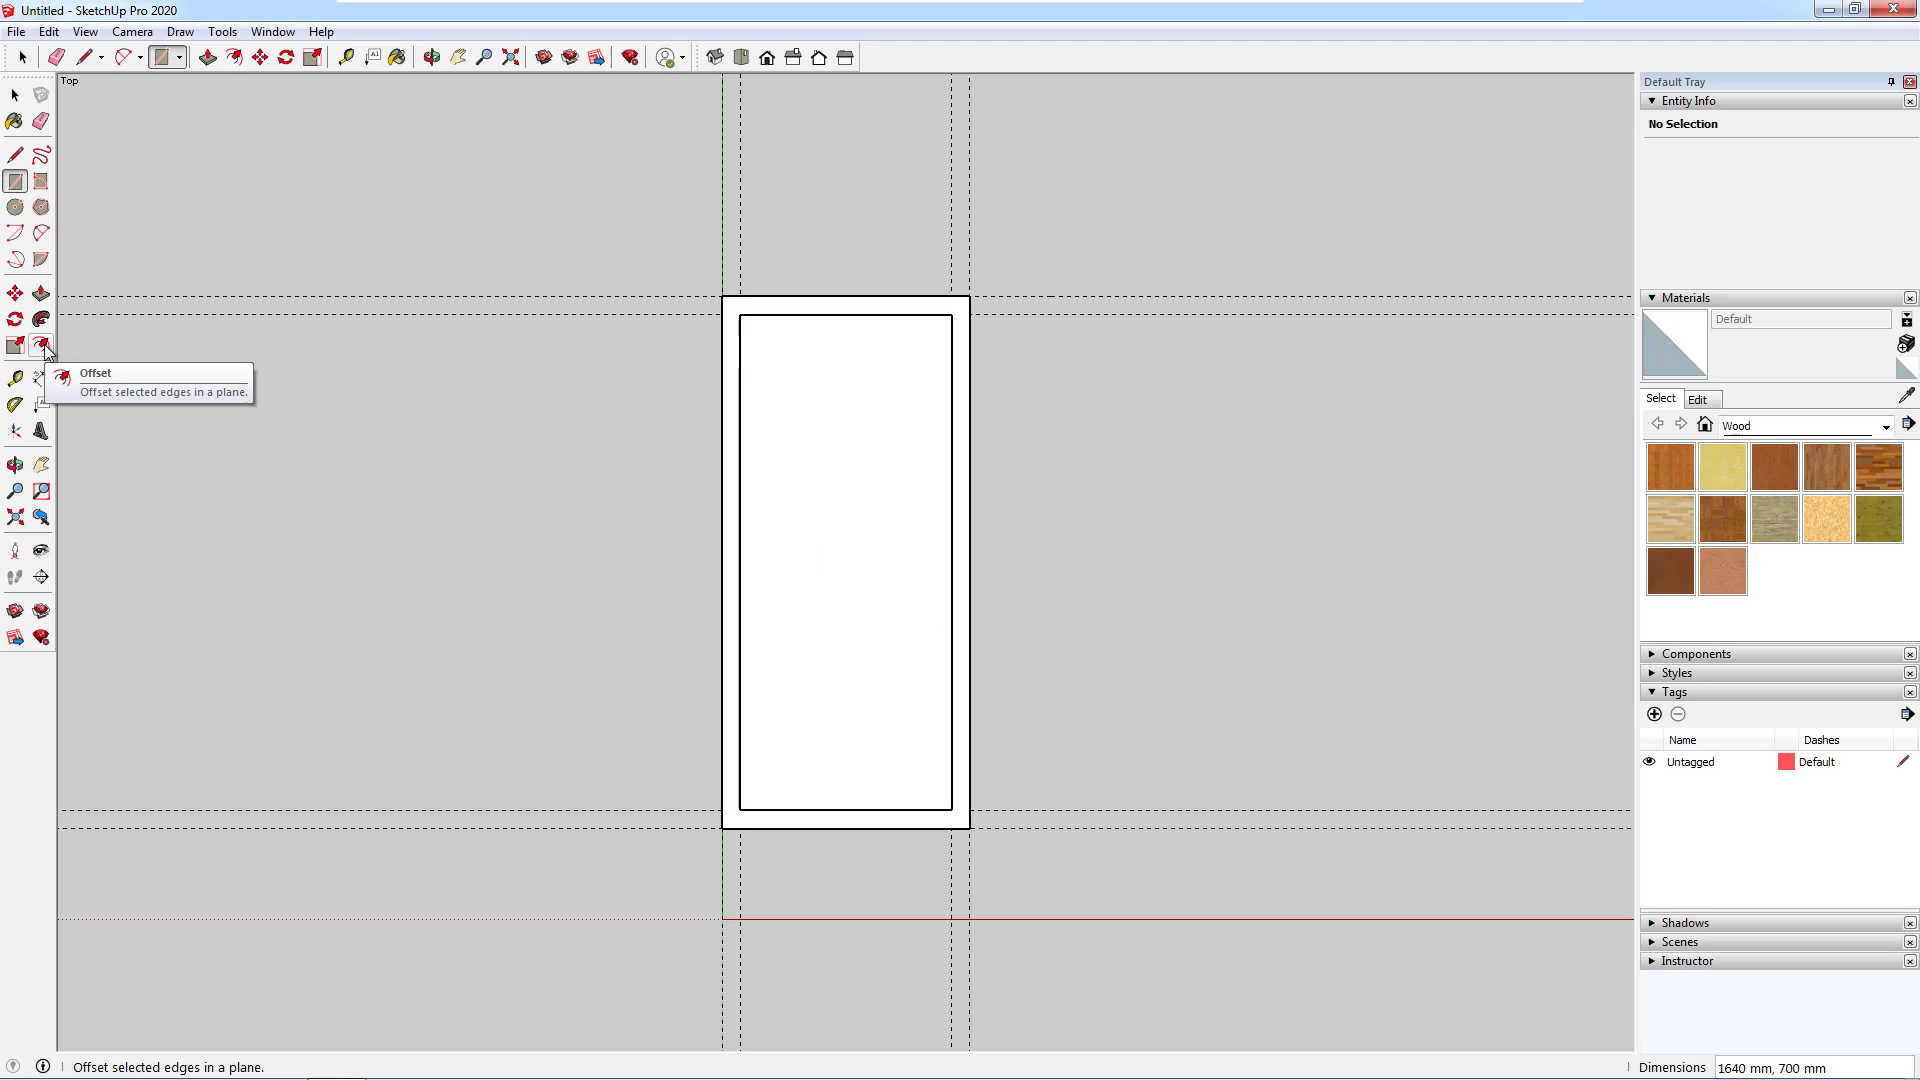 Untitled - SketchUp Pro 2020
File Edit View Camera Draw Tools Window Help
A1
Top
Default Tray
Entity Info
No Selection
Materials
Default
Offset
Offset selected edges in a plane.
Select Edit
Wood
Components
Styles
Tags
Name Dashes
Untagged Default
Shadows
Scenes
Instructor
Offset selected edges in a plane.
Dimensions 1640 mm, 700 mm